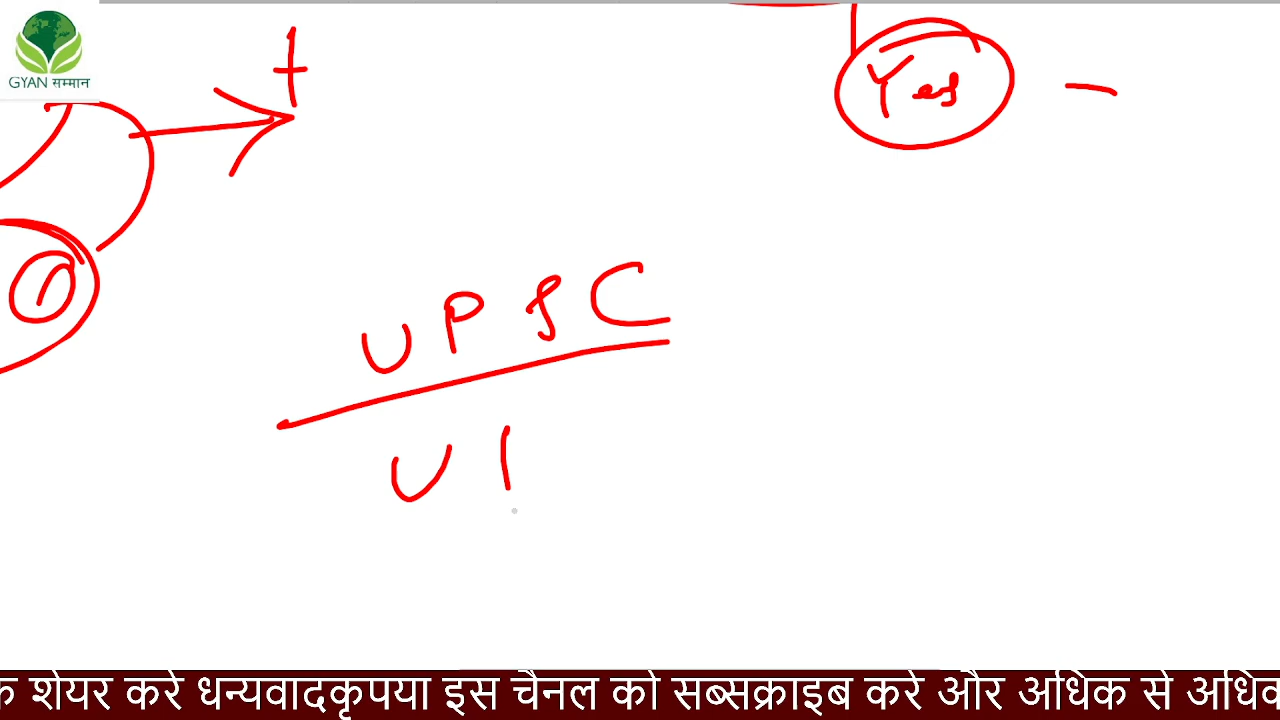 GYAN सम्मान
Yes
UPSC
U
क शेयर करे धन्यवादकृपया इस चैनल को सब्सक्राइब करे और अधिक से अधिक